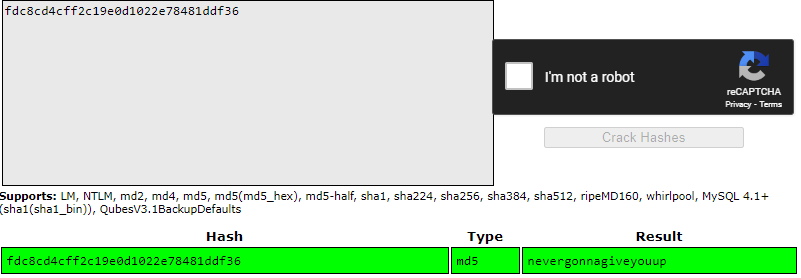 fdc8cd4cff2c19e0d1022e78481ddf36
I'm not a robot
reCAPTCHA
Privacy - Terms
Crack Hashes
Supports: LM, NTLM, md2, md4, md5, md5(md5_hex), md5-half, sha1, sha224, sha256, sha384, sha512, ripeMD160, whirlpool, MySQL 4.1+
(sha1(sha1_bin)), QubesV3.1BackupDefaults
Hash Type Result
fdc8cd4cff2c19e0d1022e78481ddf36 md5 nevergonnagiveyouup